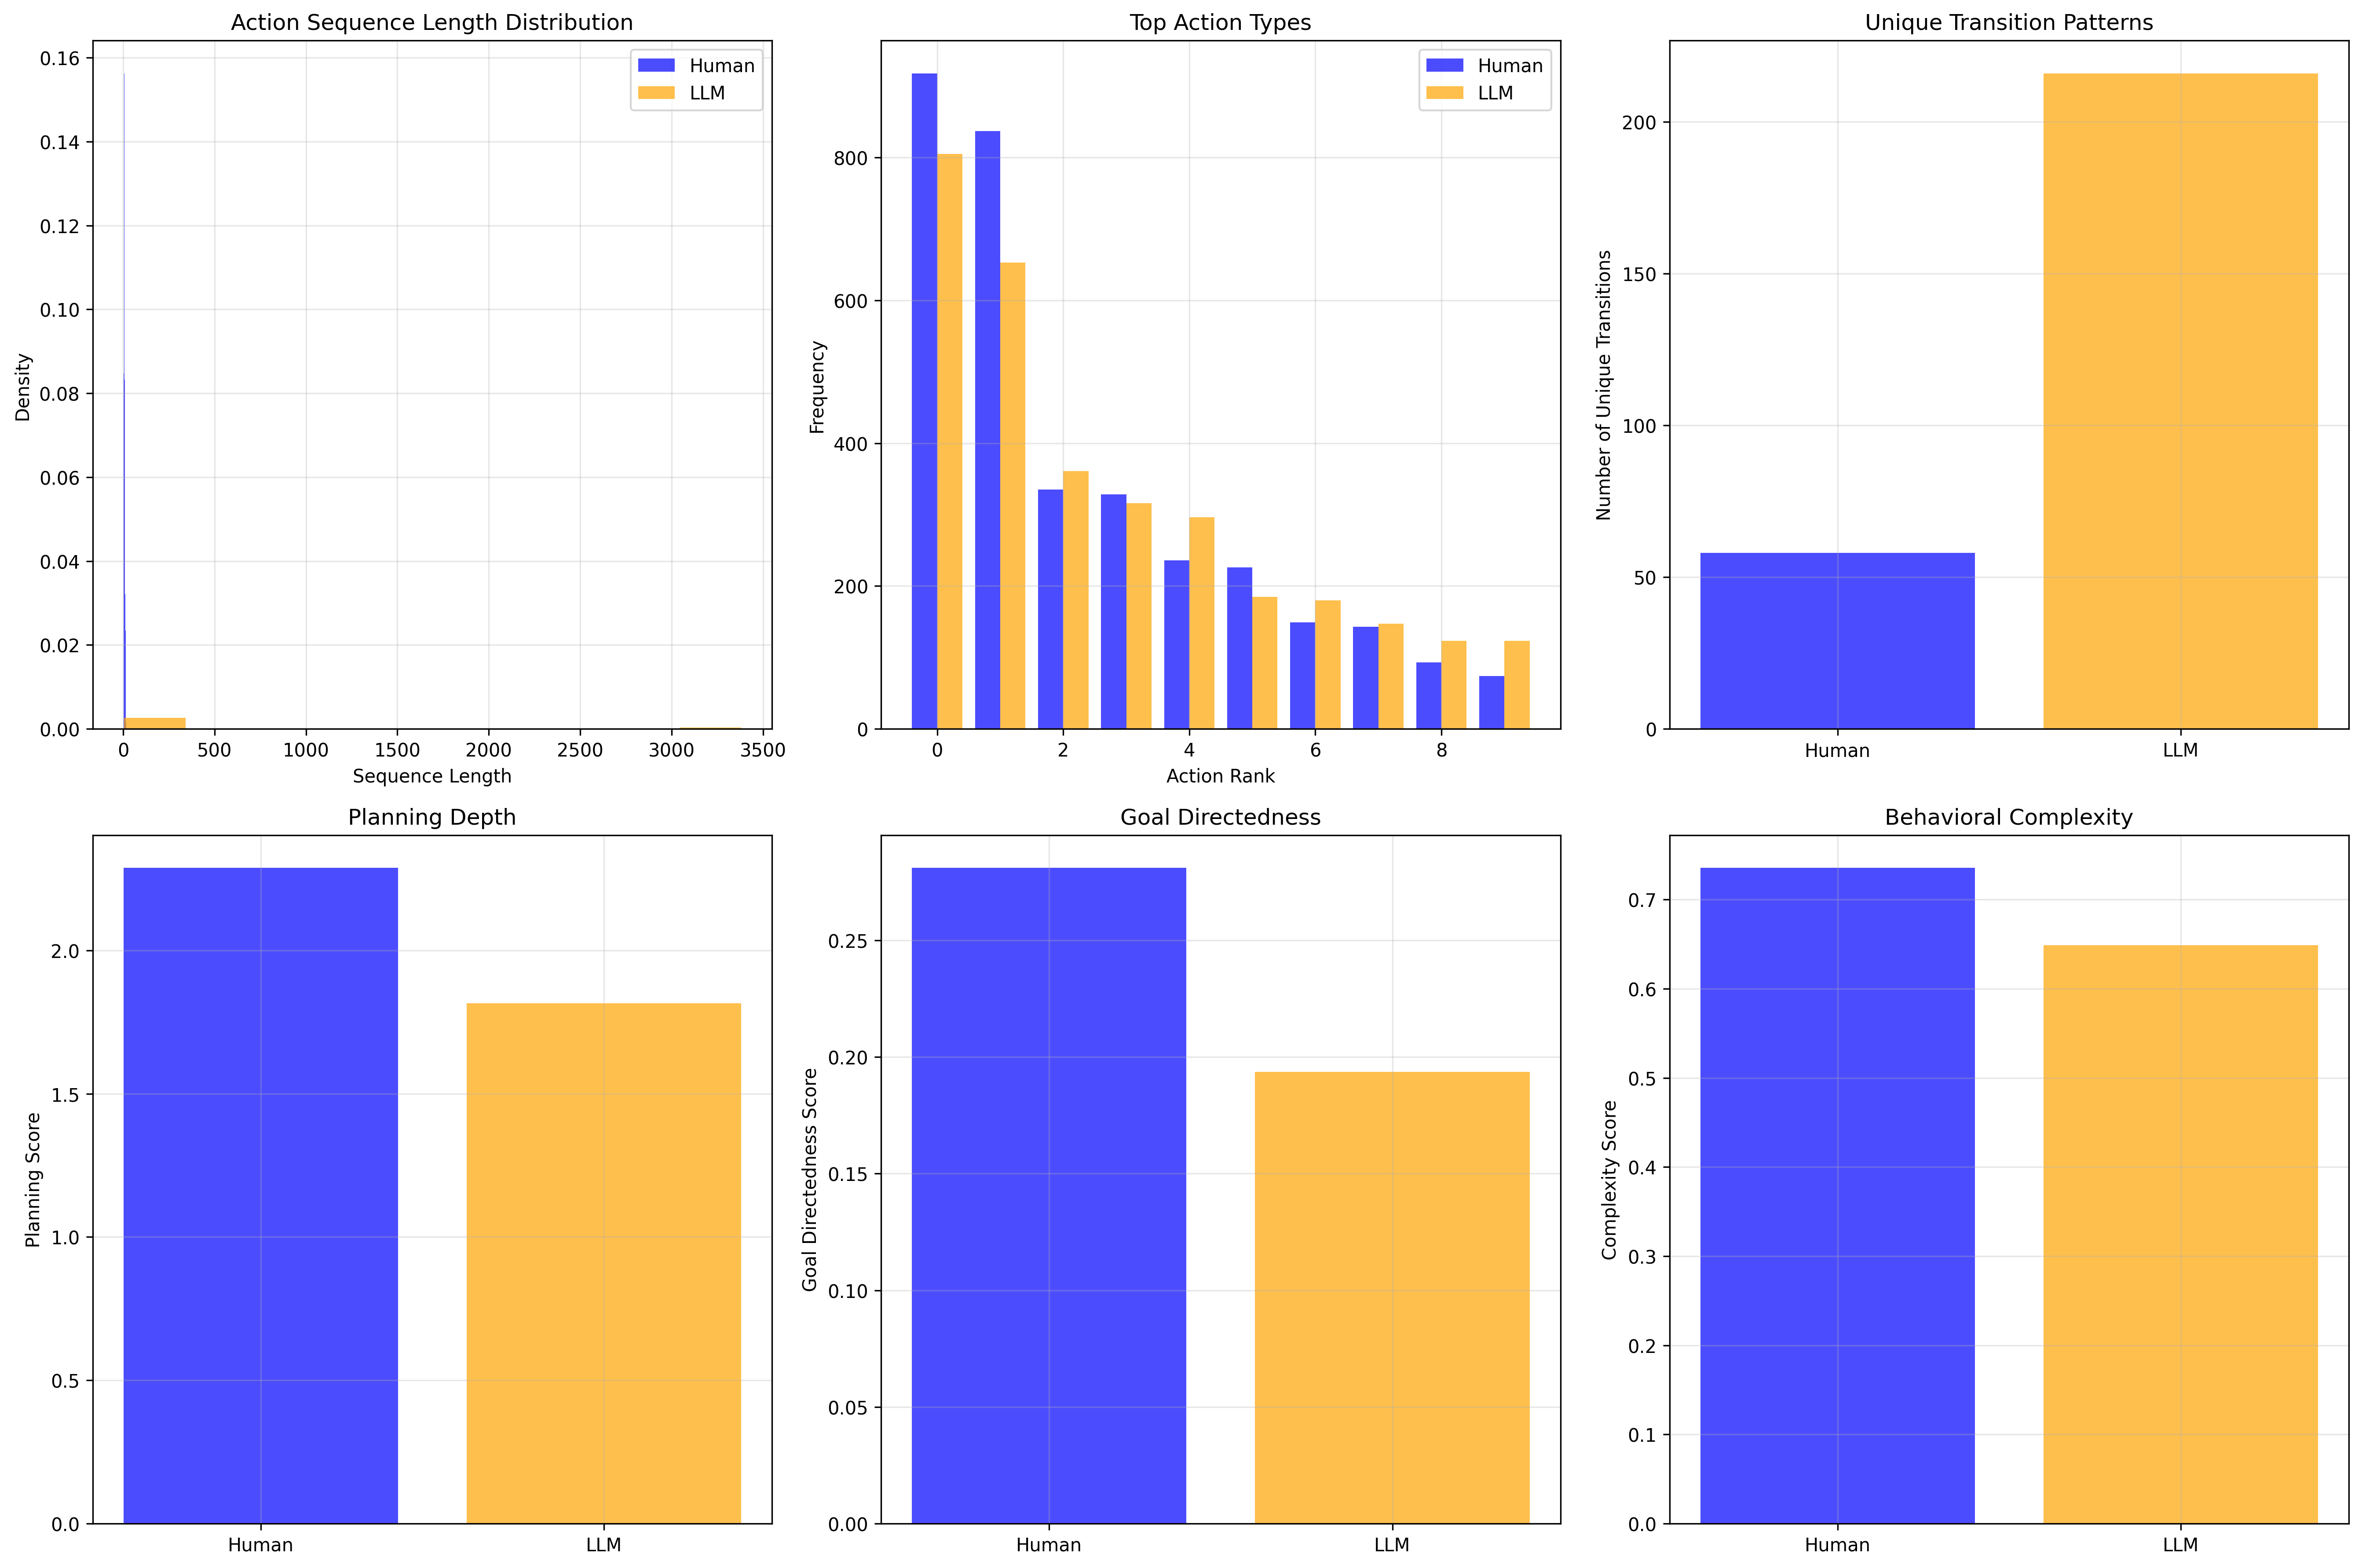 Action Sequence Length Distribution
Human
LLM
0.16
0.14
0.12
0.10
0.08
0.06
0.04
0.02
0.00
Density
0 500 1000 1500 2000 2500 3000 3500
Sequence Length
Top Action Types
Human
LLM
800
600
400
200
0
Frequency
0 2 4 6 8
Action Rank
Unique Transition Patterns
200
150
100
50
0
Number of Unique Transitions
Human LLM
Planning Depth
2.0
1.5
1.0
0.5
0.0
Planning Score
Human LLM
Goal Directedness
0.25
0.20
0.15
0.10
0.05
0.00
Goal Directedness Score
Human LLM
Behavioral Complexity
0.7
0.6
0.5
0.4
0.3
0.2
0.1
0.0
Complexity Score
Human LLM